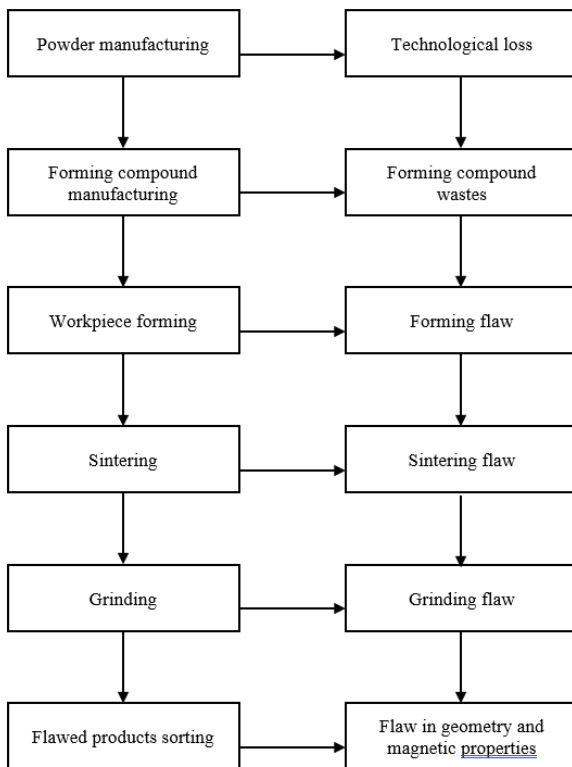 Powder manufacturing
Technological loss
Forming compound
manufacturing
Forming compound
wastes
Workpiece forming
Forming flaw
Sintering
Sintering flaw
Grinding
Grinding flaw
Flawed products sorting
Flaw in geometry and
magnetic properties